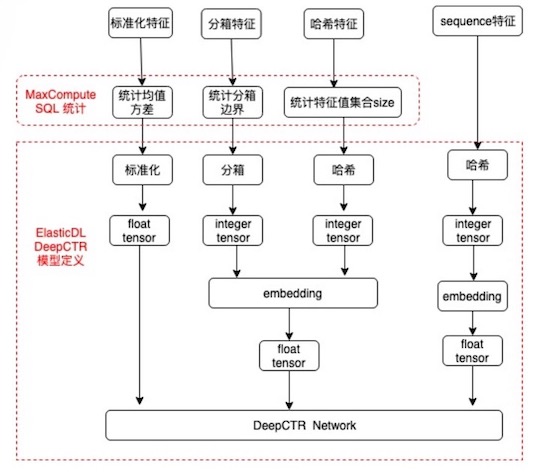 标准化特征
分箱特征
哈希特征
sequence特征
MaxCompute
SQL 统计
统计均值
方差
统计分箱
边界
统计特征值集合size
标准化
分箱
哈希
哈希
ElasticDL
DeepCTR
模型定义
float
tensor
integer
tensor
integer
tensor
integer
tensor
embedding
embedding
float
tensor
float
tensor
DeepCTR Network